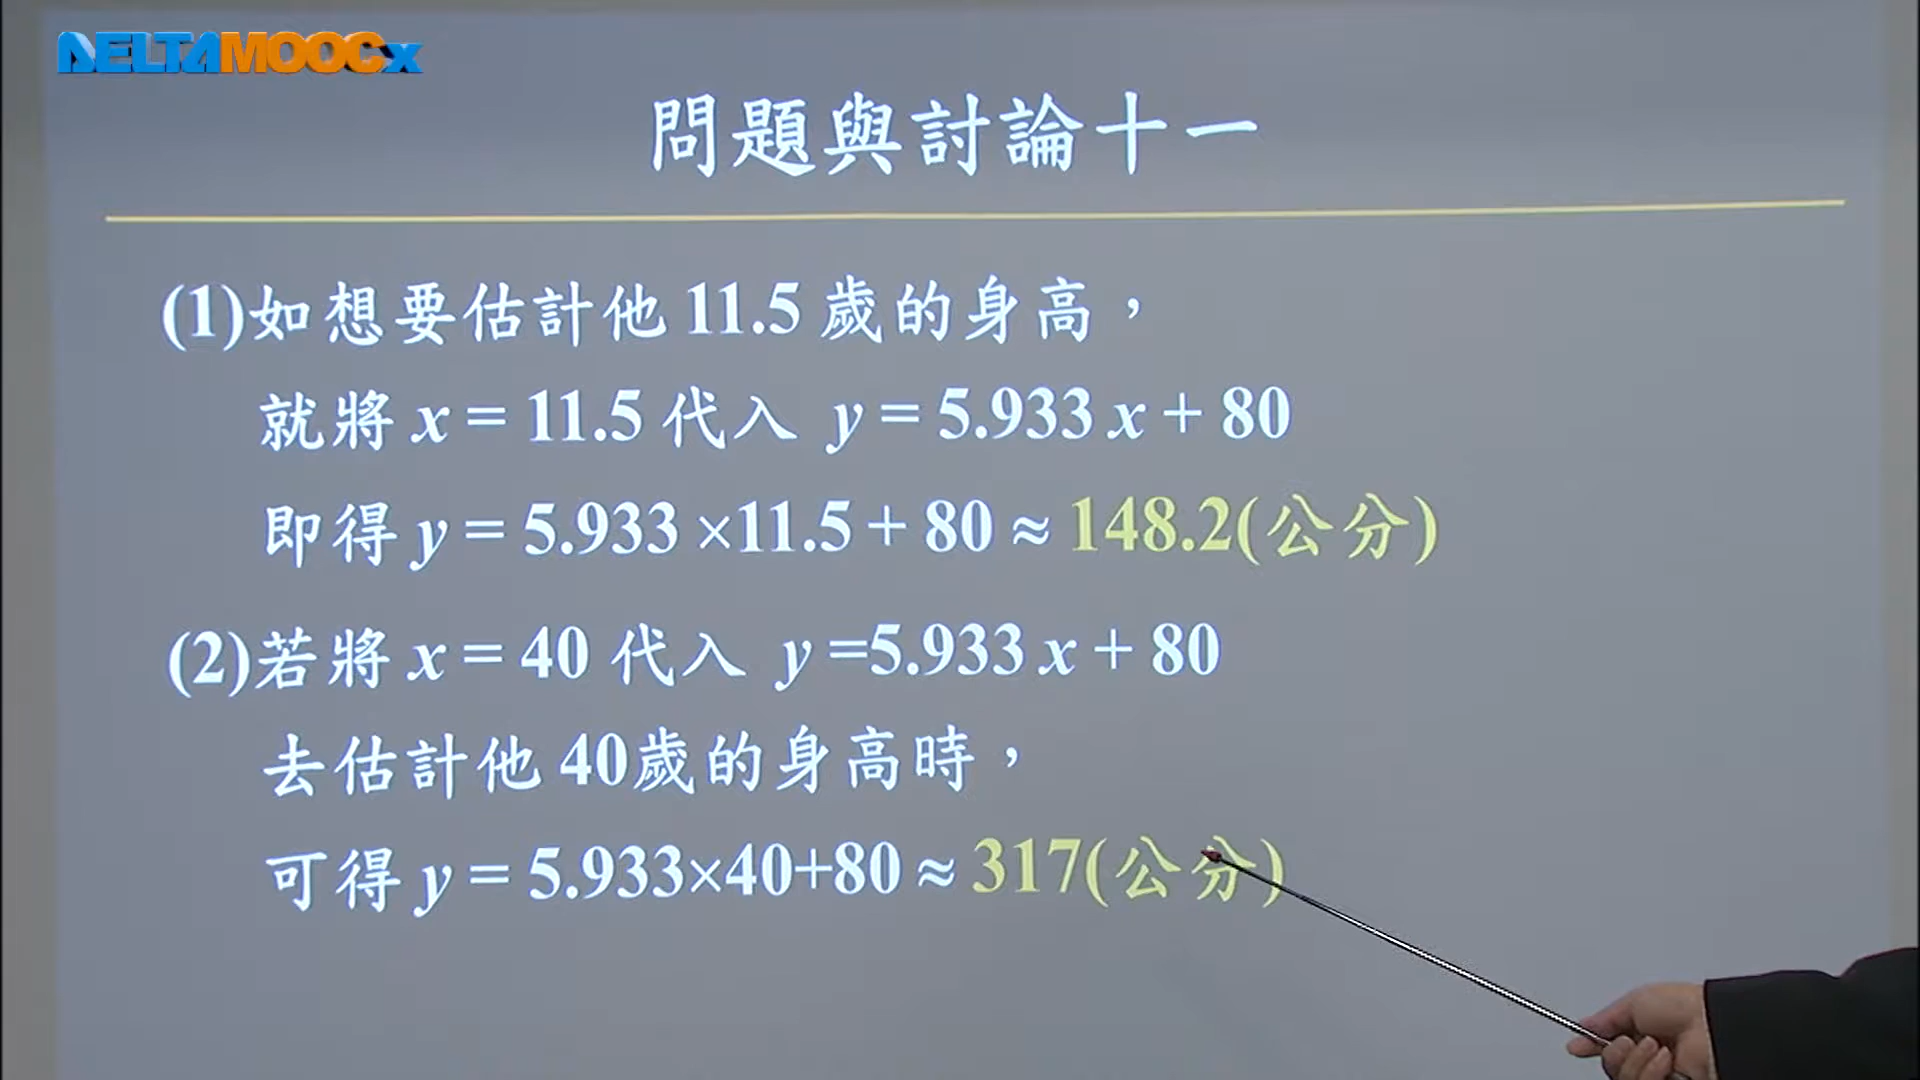 DELTAMOOCx
問題與討論十一
(1)如想要估計他 11.5 歲的身高，
就將 x = 11.5 代入 y = 5.933 x + 80
即得 y = 5.933 ×11.5 + 80 ≈ 148.2(公分)
(2)若將 x = 40 代入 y =5.933 x + 80
去估計他 40歲的身高時，
可得 y = 5.933×40+80 ≈ 317(公分)